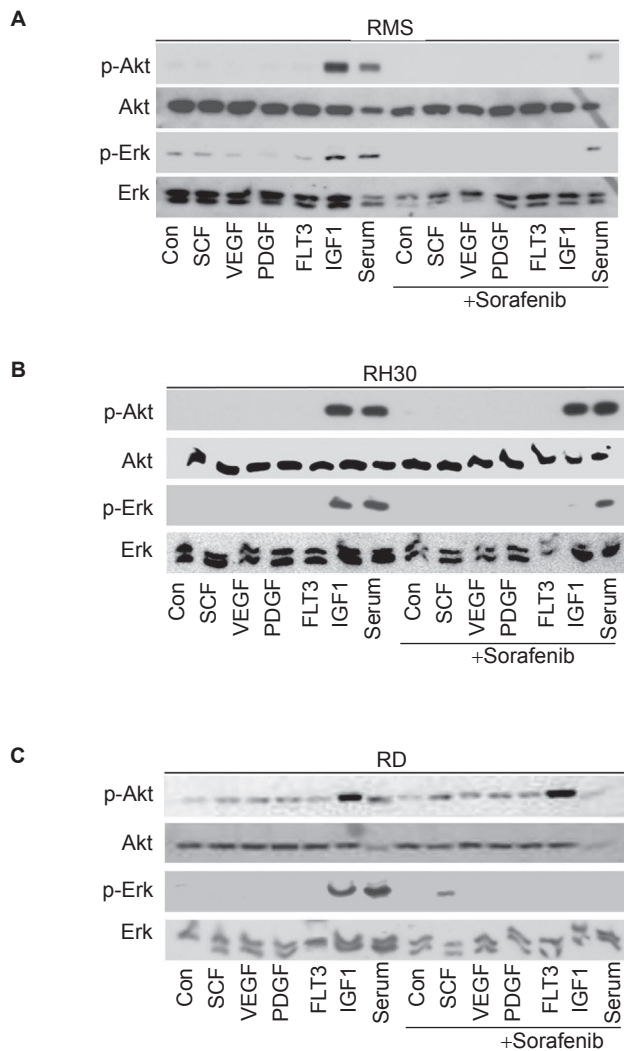 A
RMS
p-Akt
Akt
p-Erk
Erk
Con SCF VEGF PDGF FLT3 IGF1 Serum Con SCF VEGF PDGF FLT3 IGF1 Serum
+Sorafenib
B
RH30
p-Akt
Akt
p-Erk
Erk
Con SCF VEGF PDGF FLT3 IGF1 Serum Con SCF VEGF PDGF FLT3 IGF1 Serum
+Sorafenib
C
RD
p-Akt
Akt
p-Erk
Erk
Con SCF VEGF PDGF FLT3 IGF1 Serum Con SCF VEGF PDGF FLT3 IGF1 Serum
+Sorafenib